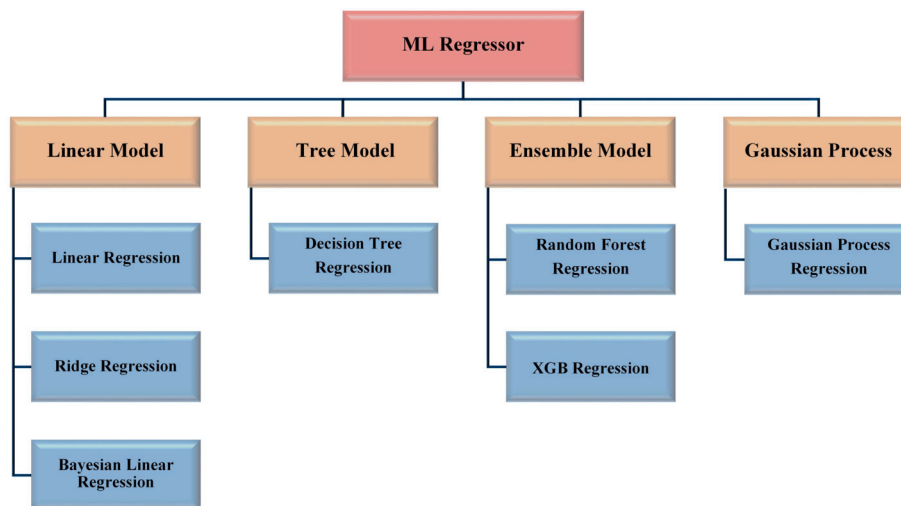 ML Regressor
Linear Model
Tree Model
Ensemble Model
Gaussian Process
Linear Regression
Decision Tree
Regression
Random Forest
Regression
Gaussian Process
Regression
Ridge Regression
XGB Regression
Bayesian Linear
Regression